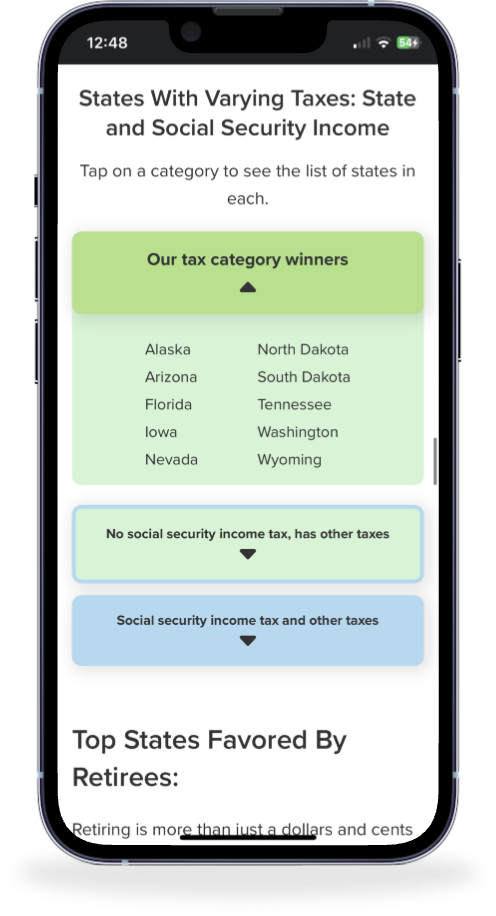 12:48
54
States With Varying Taxes: State
and Social Security Income
Tap on a category to see the list of states in
each.
Our tax category winners
Alaska
North Dakota
Arizona
South Dakota
Florida
Tennessee
Iowa
Washington
Nevada
Wyoming
No social security income tax, has other taxes
Social security income tax and other taxes
Top States Favored By
Retirees:
Retiring is more than just a dollars and cents